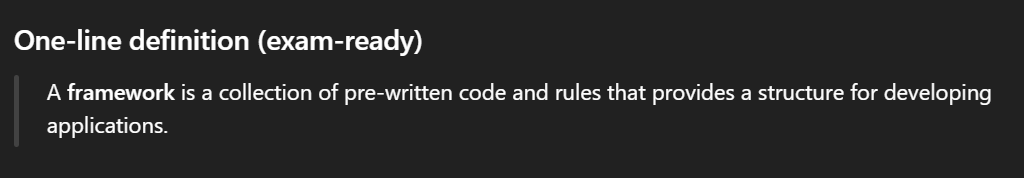 One-line definition (exam-ready)
A framework is a collection of pre-written code and rules that provides a structure for developing
applications.